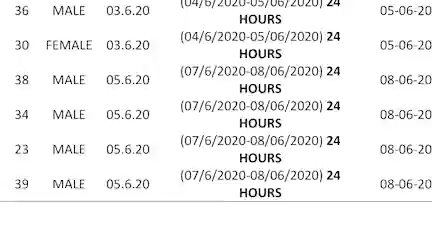 36 MALE 03.6.20 (04/6/2020-05/06/2020) 24 HOURS 05-06-20
30 FEMALE 03.6.20 (04/6/2020-05/06/2020) 24 HOURS 05-06-20
38 MALE 05.6.20 (07/6/2020-08/06/2020) 24 HOURS 08-06-20
34 MALE 05.6.20 (07/6/2020-08/06/2020) 24 HOURS 08-06-20
23 MALE 05.6.20 (07/6/2020-08/06/2020) 24 HOURS 08-06-20
39 MALE 05.6.20 (07/6/2020-08/06/2020) 24 HOURS 08-06-20